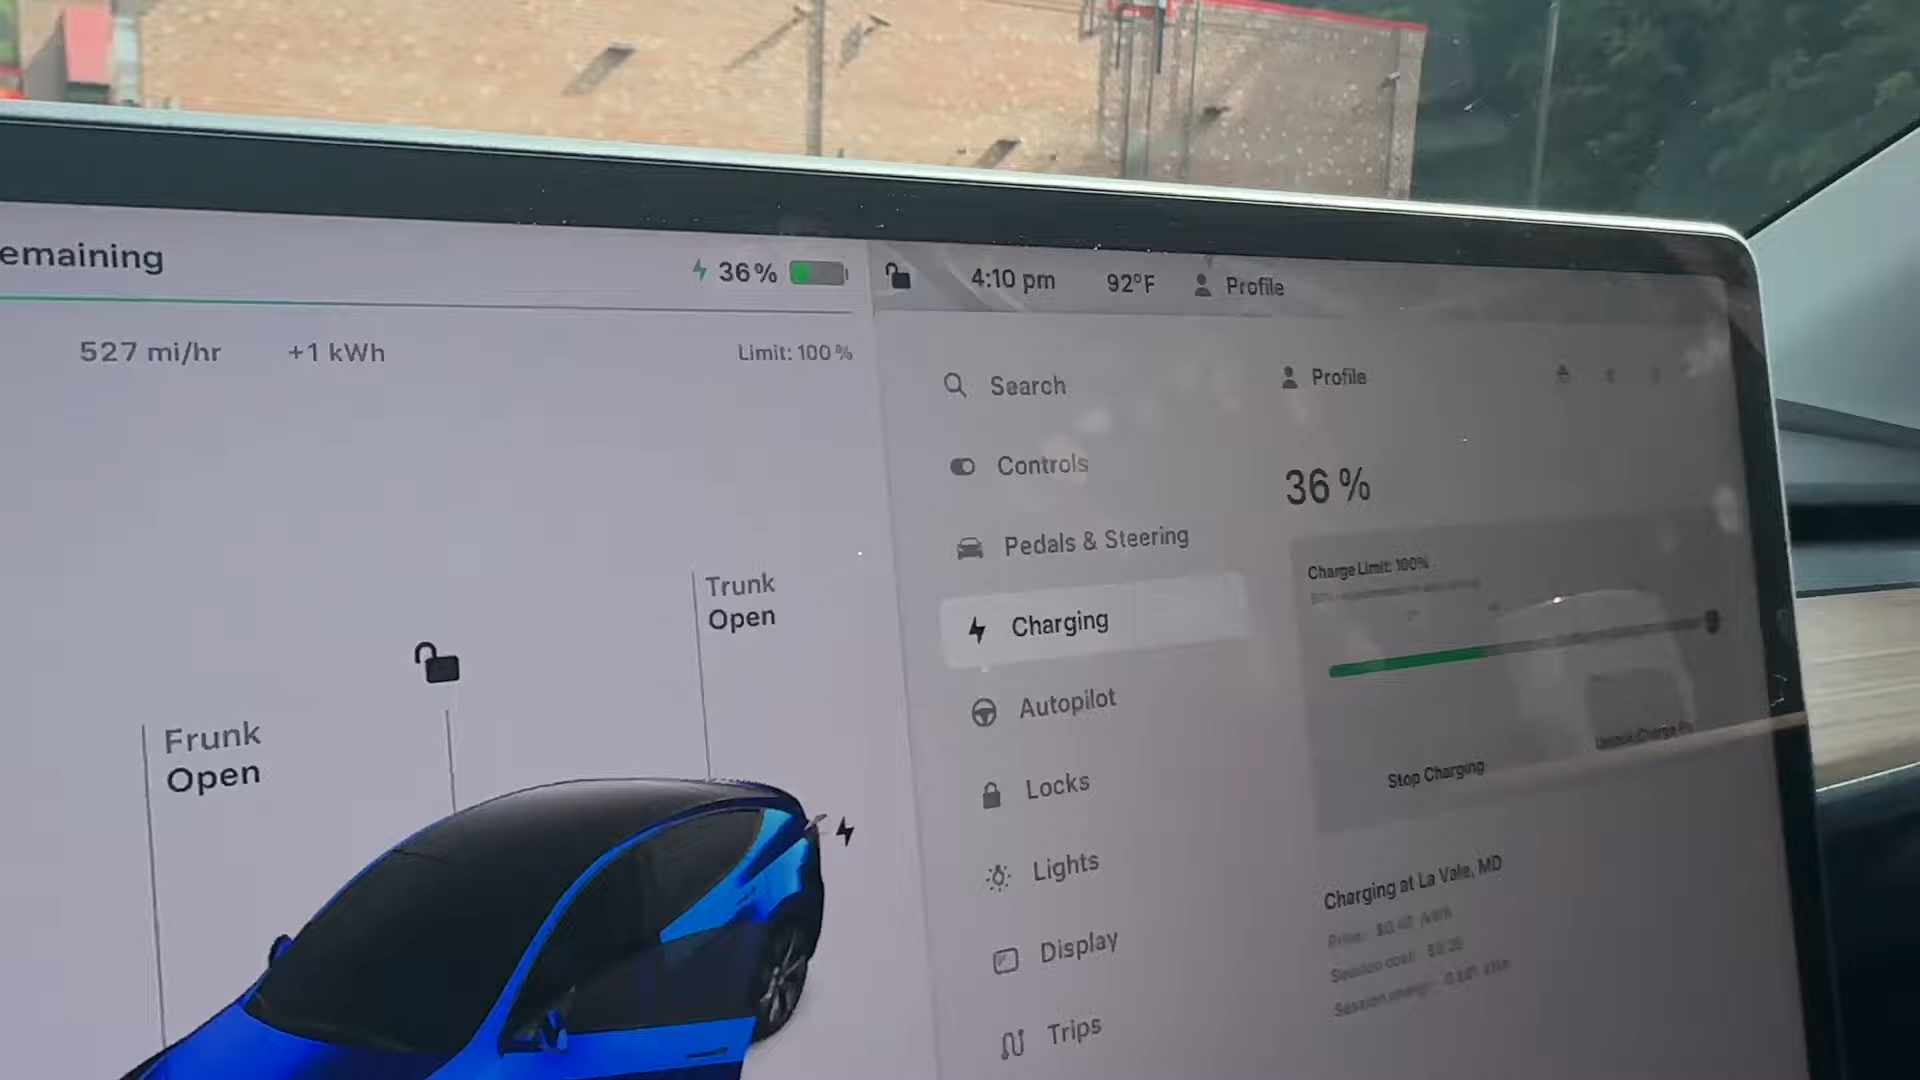 emaining
36%
527 mi/hr +1 kWh
Limit: 100%
Trunk
Open
Frunk
Open
4:10 pm 92°F Profile
Search
Controls
Pedals & Steering
Charging
Autopilot
Locks
Lights
Display
Trips
Profile
36 %
Charge Limit: 100%
Stop Charging
Charging at La Vale, MD
Session cost: